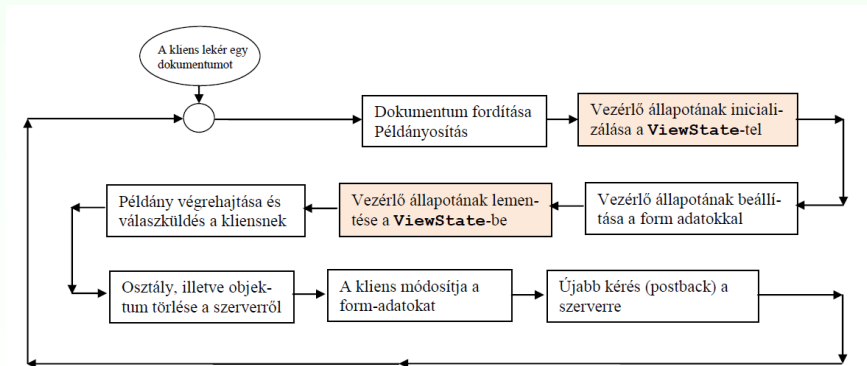 A kliens lekér egy
dokumentumot
Dokumentum fordítása
Példányosítás
Vezérlő állapotának iniciali-
zálása a ViewState-tel
Példány végrehajtása és
válaszküldés a kliensnek
Vezérlő állapotának lemen-
tése a ViewState-be
Vezérlő állapotának beállí-
tása a form adatokkal
Osztály, illetve objek-
tum törlése a szerverről
A kliens módosítja a
form-adatokat
Újabb kérés (postback) a
szerverre